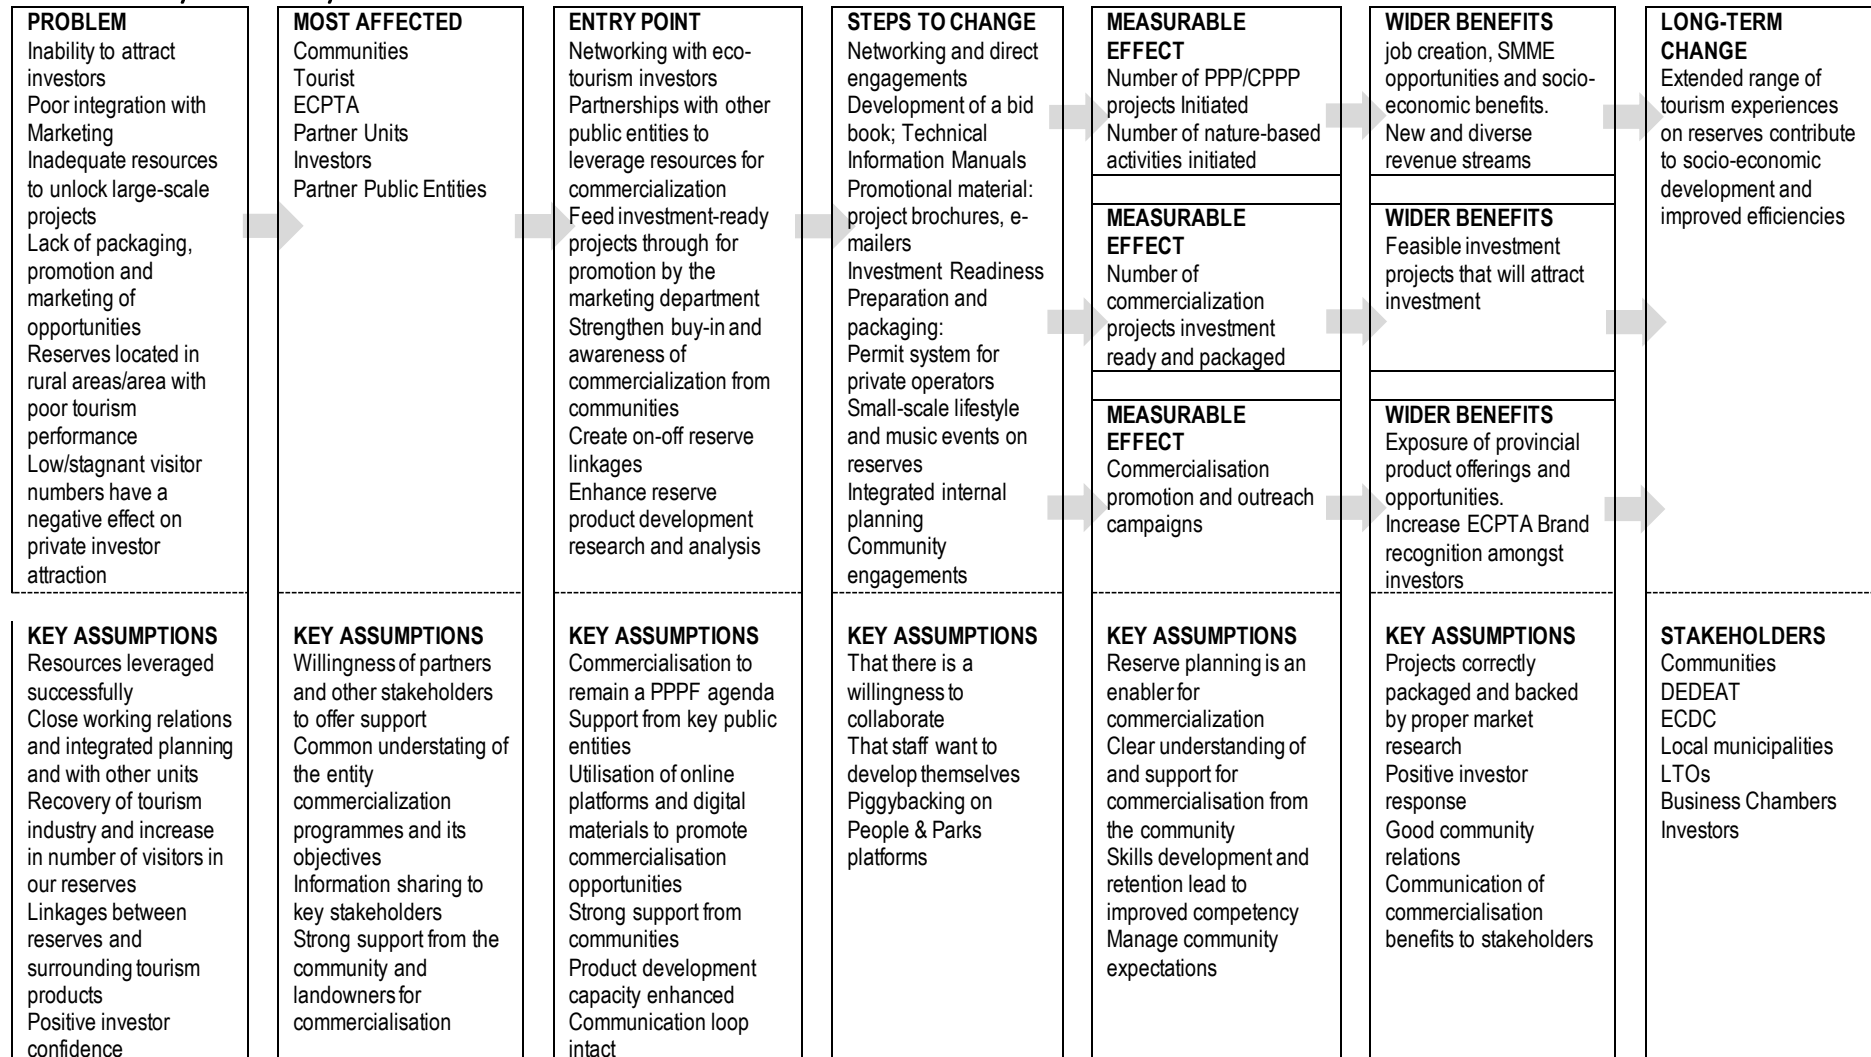 PROBLEM
Inability to attract
investors
Poor integration with
Marketing
Inadequate resources
to unlock large-scale
projects
Lack of packaging,
promotion and
marketing of
opportunities
Reserves located in
rural areas/area with
poor tourism
performance
Low/stagnant visitor
numbers have a
negative effect on
private investor
attraction
MOST AFFECTED
Communities
Tourist
ECPTA
Partner Units
Investors
Partner Public Entities
ENTRY POINT
Networking with eco-
tourism investors
Partnerships with other
public entities to
leverage resources for
commercialization
Feed investment-ready
projects through for
promotion by the
marketing department
Strengthen buy-in and
awareness of
commercialization from
communities
Create on-off reserve
linkages
Enhance reserve
product development
research and analysis
STEPS TO CHANGE
Networking and direct
engagements
Development of a bid
book; Technical
Information Manuals
Promotional material:
project brochures, e-
mailers
Investment Readiness
Preparation and
packaging:
Permit system for
private operators
Small-scale lifestyle
and music events on
reserves
Integrated internal
planning
Community
engagements
MEASURABLE
EFFECT
Number of PPP/CPPP
projects Initiated
Number of nature-based
activities initiated
MEASURABLE
EFFECT
Number of
commercialization
projects investment
ready and packaged
MEASURABLE
EFFECT
Commercialisation
promotion and outreach
campaigns
WIDER BENEFITS
job creation, SMME
opportunities and socio-
economic benefits.
New and diverse
revenue streams
WIDER BENEFITS
Feasible investment
projects that will attract
investment
WIDER BENEFITS
Exposure of provincial
product offerings and
opportunities.
Increase ECPTA Brand
recognition amongst
investors
LONG-TERM
CHANGE
Extended range of
tourism experiences
on reserves contribute
to socio-economic
development and
improved efficiencies
KEY ASSUMPTIONS
Resources leveraged
successfully
Close working relations
and integrated planning
and with other units
Recovery of tourism
industry and increase
in number of visitors in
our reserves
Linkages between
reserves and
surrounding tourism
products
Positive investor
confidence
KEY ASSUMPTIONS
Willingness of partners
and other stakeholders
to offer support
Common understating of
the entity
commercialization
programmes and its
objectives
Information sharing to
key stakeholders
Strong support from the
community and
landowners for
commercialisation
KEY ASSUMPTIONS
Commercialisation to
remain a PPPF agenda
Support from key public
entities
Utilisation of online
platforms and digital
materials to promote
commercialisation
opportunities
Strong support from
communities
Product development
capacity enhanced
Communication loop
intact
KEY ASSUMPTIONS
That there is a
willingness to
collaborate
That staff want to
develop themselves
Piggybacking on
People & Parks
platforms
KEY ASSUMPTIONS
Reserve planning is an
enabler for
commercialization
Clear understanding of
and support for
commercialisation from
the community
Skills development and
retention lead to
improved competency
Manage community
expectations
KEY ASSUMPTIONS
Projects correctly
packaged and backed
by proper market
research
Positive investor
response
Good community
relations
Communication of
commercialisation
benefits to stakeholders
STAKEHOLDERS
Communities
DEDEAT
ECDC
Local municipalities
LTOs
Business Chambers
Investors